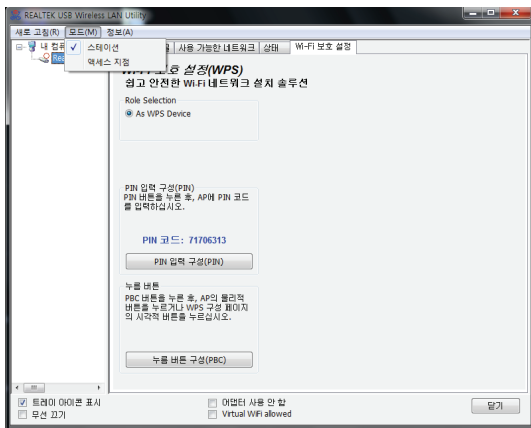 REALTEK USB Wireless LAN Utility
새로 고침(R) 모드(M) 정보(A)
스테이션
액세스 지점
내 컴퓨
사용 가능한 네트워크 상태 Wi-Fi 보호 설정
Wi-Fi 보호 설정(WPS)
쉽고 안전한 Wi-Fi 네트워크 설치 솔루션
Role Selection
As WPS Device
PIN 입력 구성(PIN)
PIN 버튼을 누른 후, AP에 PIN 코드
를 입력하십시오.
PIN 코드: 71706313
PIN 입력 구성(PIN)
누름 버튼
PBC 버튼을 누른 후, AP의 물리적
버튼을 누르거나 WPS 구성 페이지
의 시각적 버튼을 누르십시오.
누름 버튼 구성(PBC)
트레이 아이콘 표시
무선 끄기
어댑터 사용 안 함
Virtual WiFi allowed
닫기